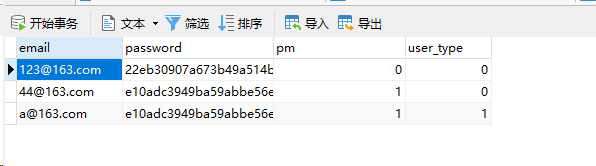 开始事务 文本 筛选 排序 导入 导出
email password pm user_type
123@163.com 22eb30907a673b49a514b 0 0
44@163.com e10adc3949ba59abbe56e 1 0
a@163.com e10adc3949ba59abbe56e 1 1